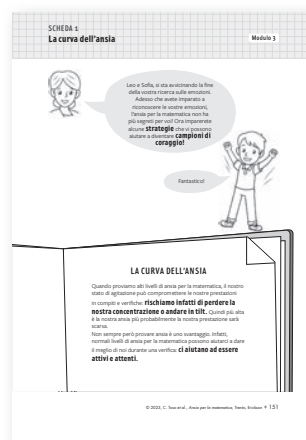 SCHEDA 1
La curva dell'ansia
Modulo 3
Leo e Sofia, si sta avvicinando la fine
della vostra ricerca sulle emozioni.
Adesso che avete imparato a
riconoscere le vostre emozioni,
l'ansia per la matematica non ha
più segreti per voi! Ora imparerete
alcune strategie che vi possono
aiutare a diventare campioni di
coraggio!
Fantastico!
LA CURVA DELL'ANSIA
Quando proviamo alti livelli di ansia per la matematica, il nostro
stato di agitazione può compromettere le nostre prestazioni
in compiti e verifiche: rischiamo infatti di perdere la
nostra concentrazione o andare in tilt. Quindi più alta
è la nostra ansia più probabilmente la nostra prestazione sarà
scarsa.
Non sempre però provare ansia è uno svantaggio. Infatti,
normali livelli di ansia per la matematica possono aiutarci a dare
il meglio di noi durante una verifica: ci aiutano ad essere
attivi e attenti.
© 2023, C. Tosto et al., Ansia per la matematica, Trento, Erickson • 151